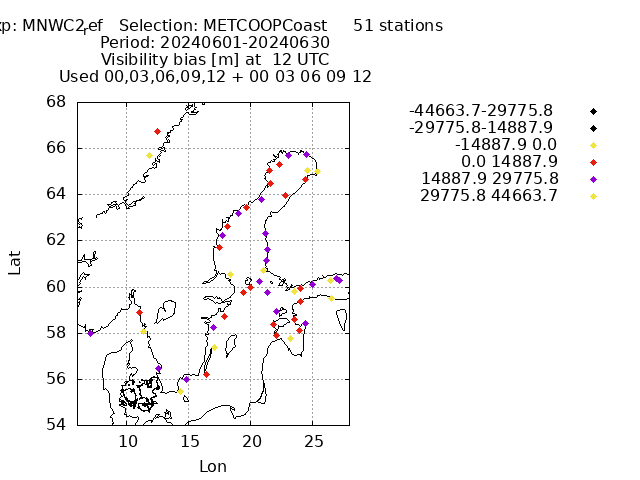 xp: MNWC2ref Selection: METCOOPCoast 51 stations
Period: 20240601-20240630
Visibility bias [m] at 12 UTC
Used 00,03,06,09,12 + 00 03 06 09 12
-44663.7-29775.8
-29775.8-14887.9
-14887.9 0.0
0.0 14887.9
14887.9 29775.8
29775.8 44663.7
68
66
64
62
60
58
56
54
Lat
10 15 20 25
Lon